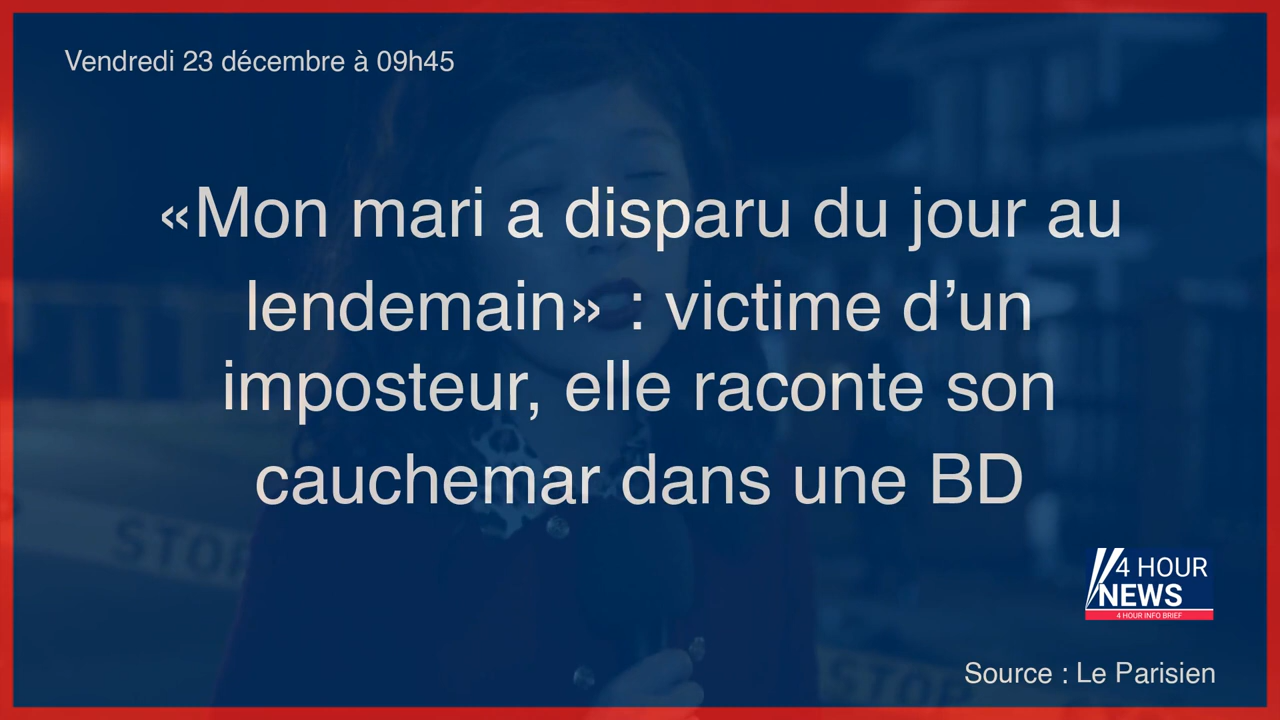 Vendredi 23 décembre à 09h45
«Mon mari a disparu du jour au
lendemain» : victime d’un
imposteur, elle raconte son
cauchemar dans une BD
STOP
4 HOUR
NEWS
4 HOUR INFO BRIEF
Source : Le Parisien